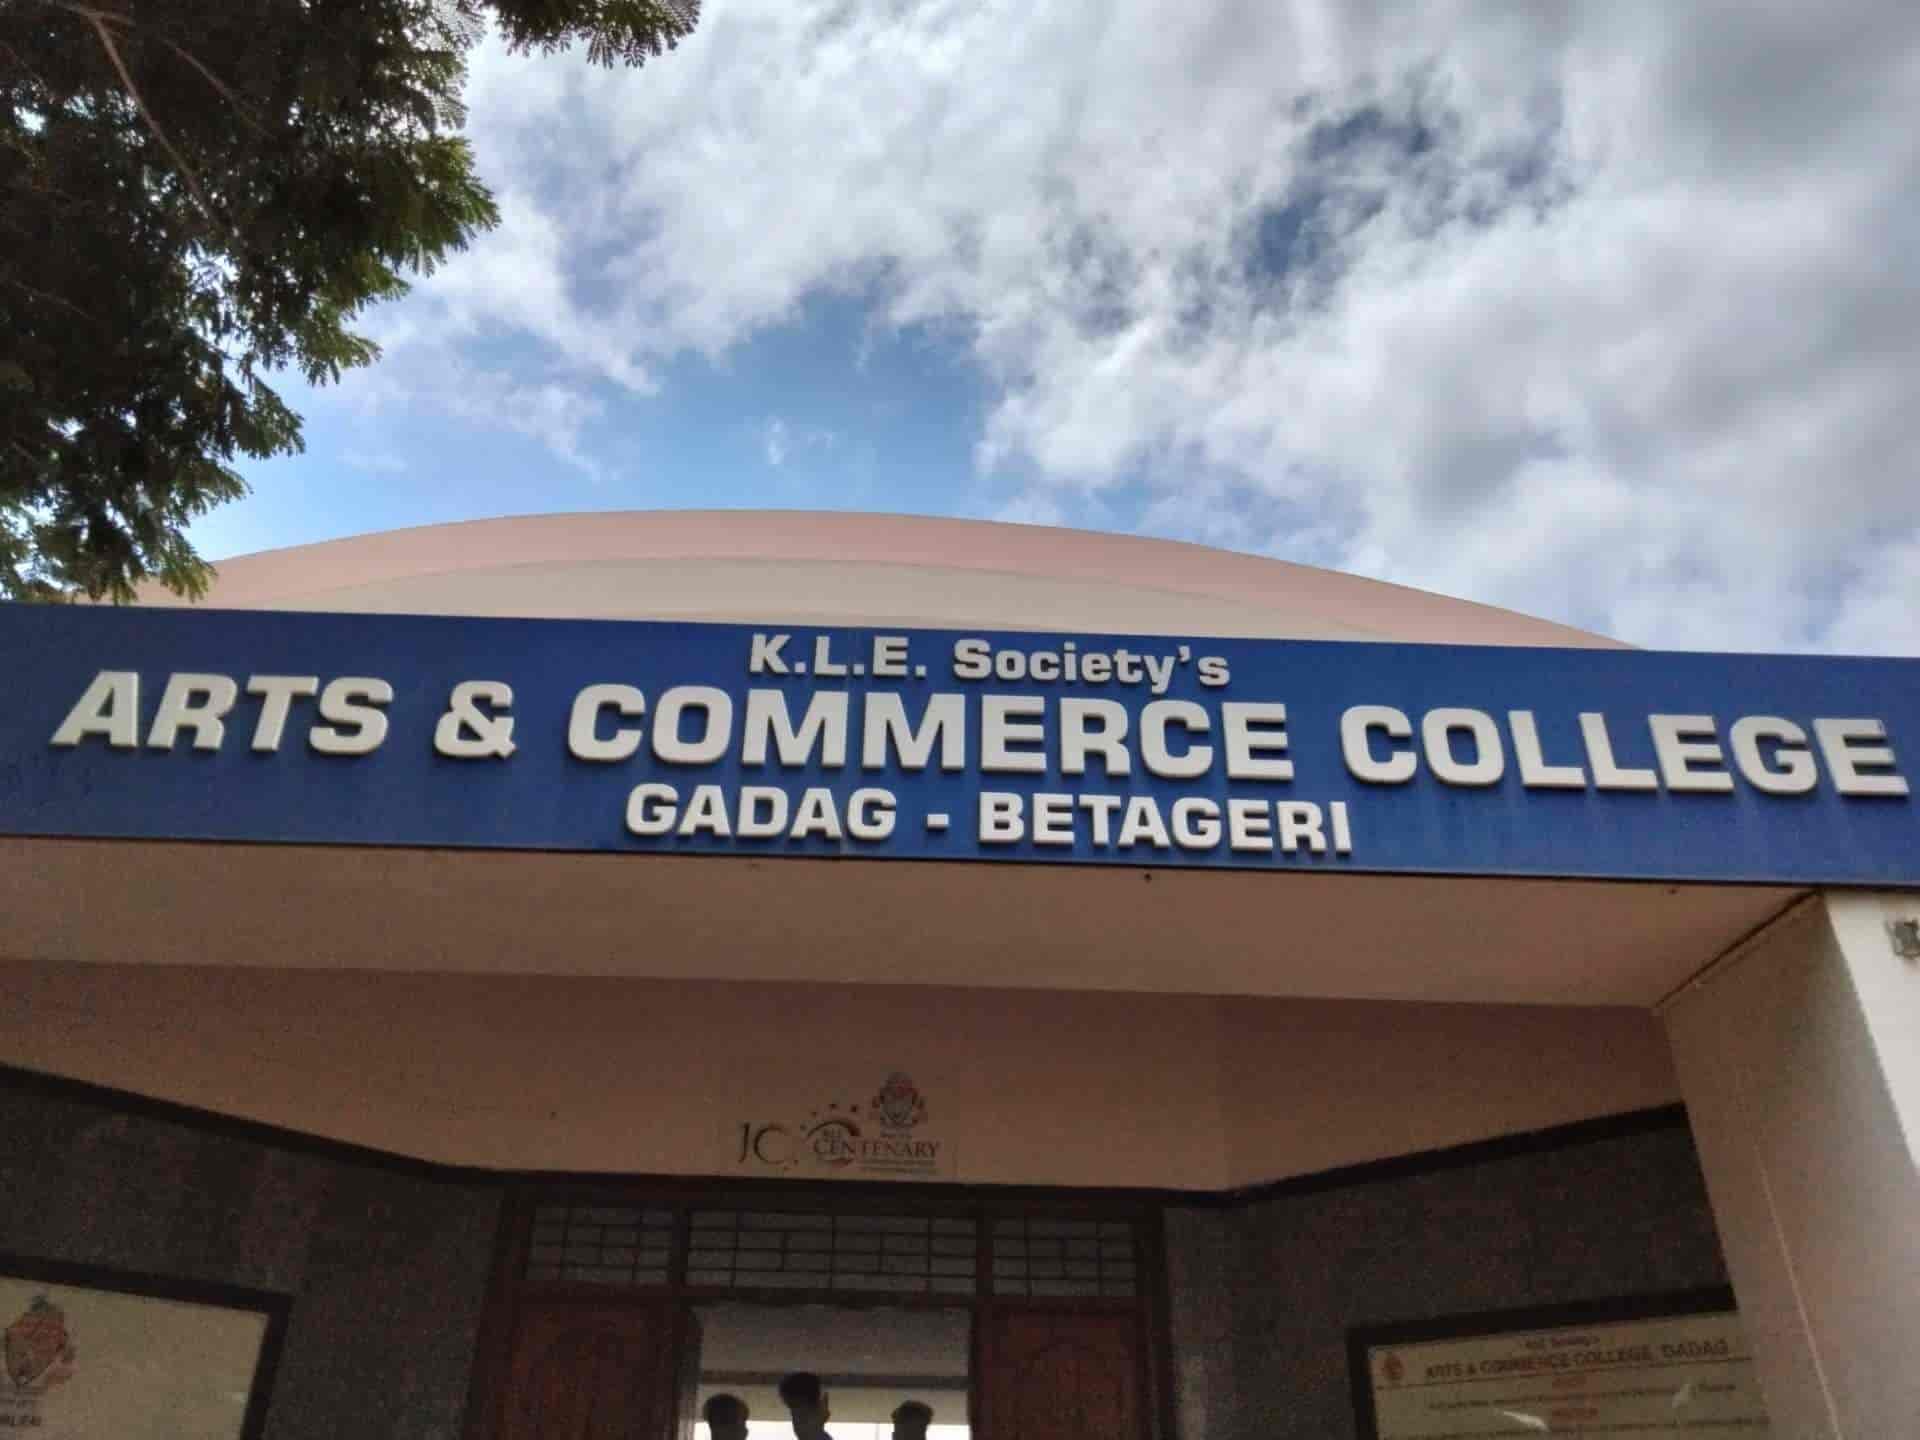 K.L.E. Society's
ARTS & COMMERCE COLLEGE
GADAG - BETAGERI
CENTENARY
ARTS & COMMERCE COLLEGE, GADAG